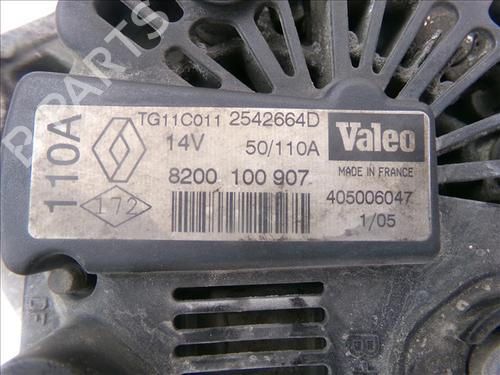 110A
TG11C011 2542664D
14V 50/110A
8200 100 907
172
Valeo
MADE IN FRANCE
405006047
1/05
B-PARTS